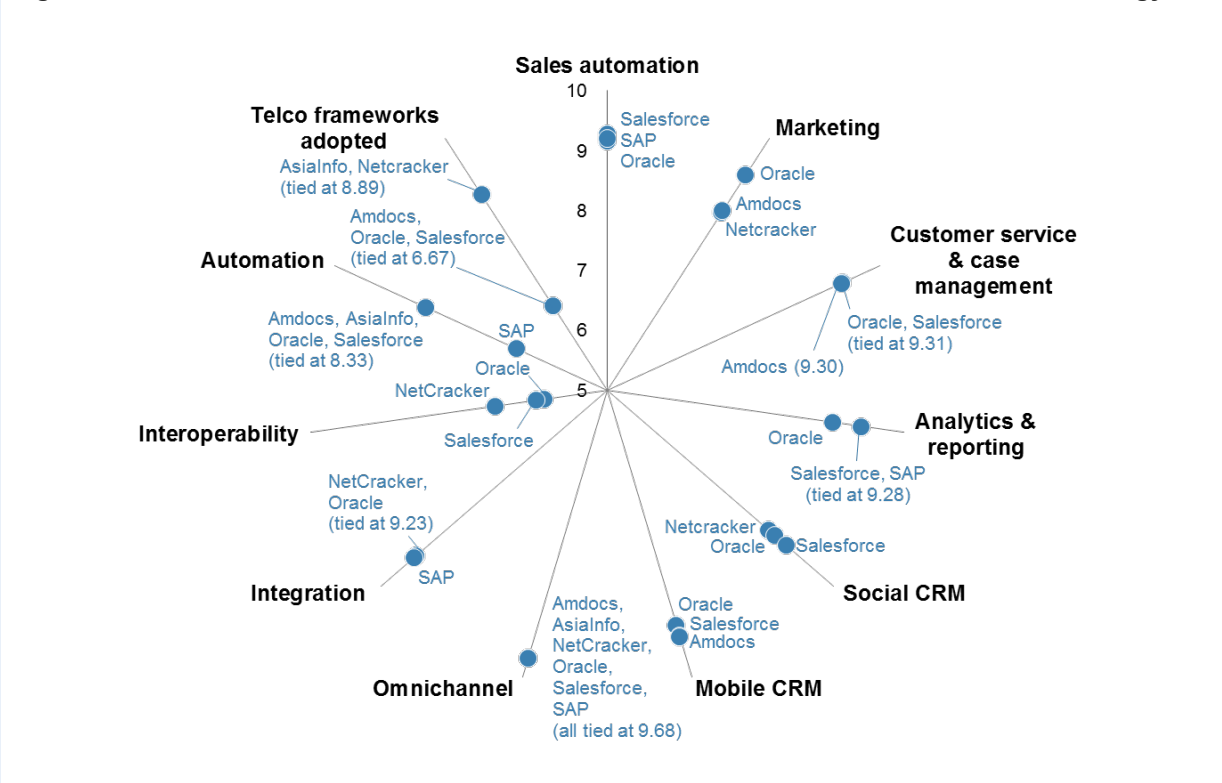 Sales automation
10
9
8
7
6
5
Salesforce
SAP
Oracle
Marketing
Oracle
Amdocs
Netcracker
Customer service
& case
management
Oracle, Salesforce
(tied at 9.31)
Amdocs (9.30)
Analytics &
reporting
Oracle
Salesforce, SAP
(tied at 9.28)
Netcracker
Oracle
Salesforce
Social CRM
Oracle
Salesforce
Amdocs
Mobile CRM
Amdocs,
AsiaInfo,
NetCracker,
Oracle,
Salesforce,
SAP
(all tied at 9.68)
Omnichannel
NetCracker,
Oracle
(tied at 9.23)
SAP
Integration
NetCracker
Oracle
Salesforce
Interoperability
SAP
Amdocs, AsiaInfo,
Oracle, Salesforce
(tied at 8.33)
Automation
Telco frameworks
adopted
AsiaInfo, Netcracker
(tied at 8.89)
Amdocs,
Oracle, Salesforce
(tied at 6.67)